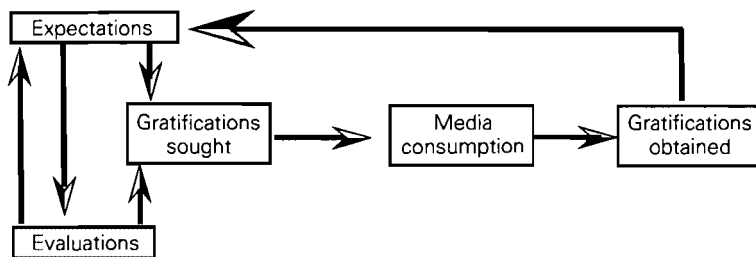 Expectations
Gratifications
sought
Media
consumption
Gratifications
obtained
Evaluations